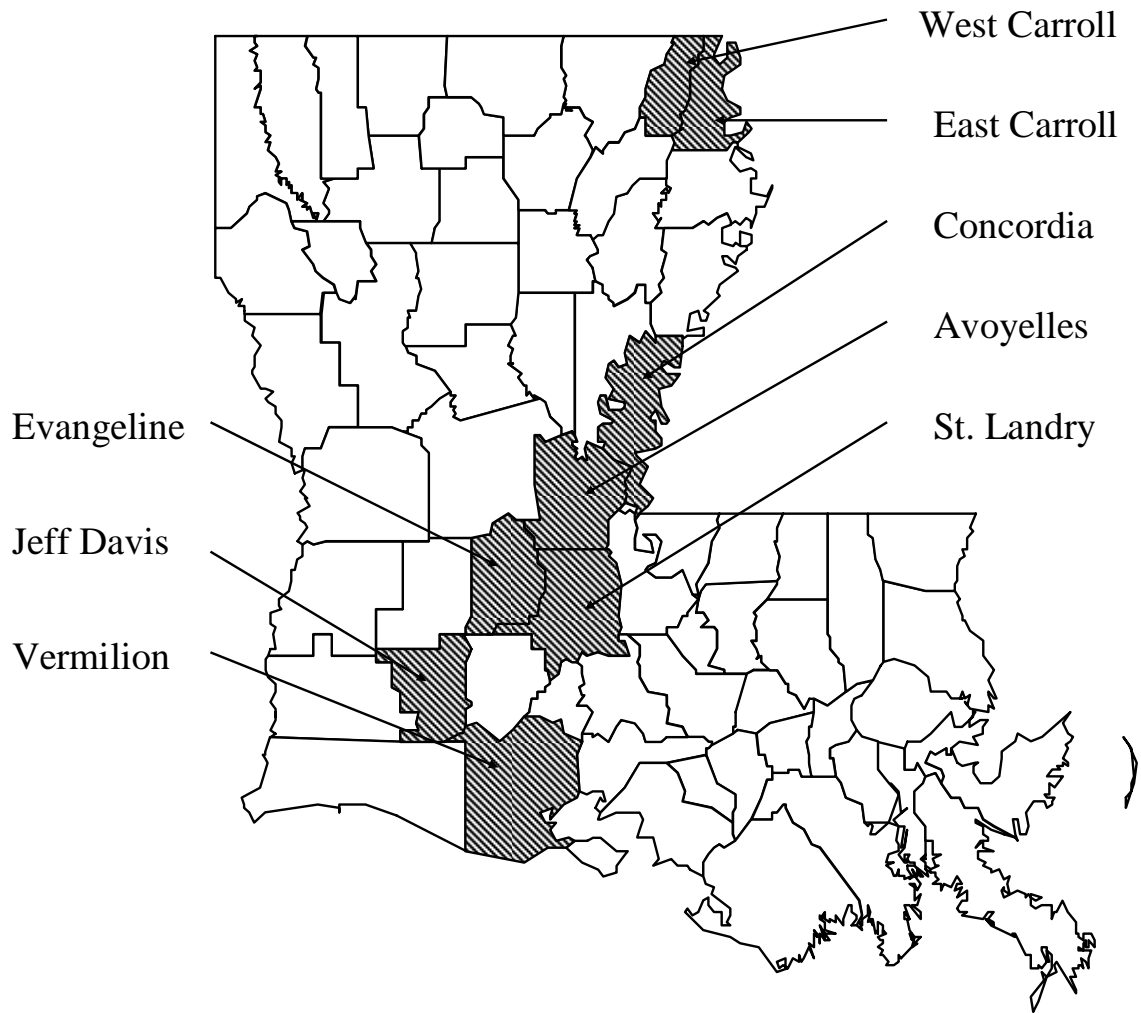 West Carroll
East Carroll
Concordia
Avoyelles
Evangeline
St. Landry
Jeff Davis
Vermilion